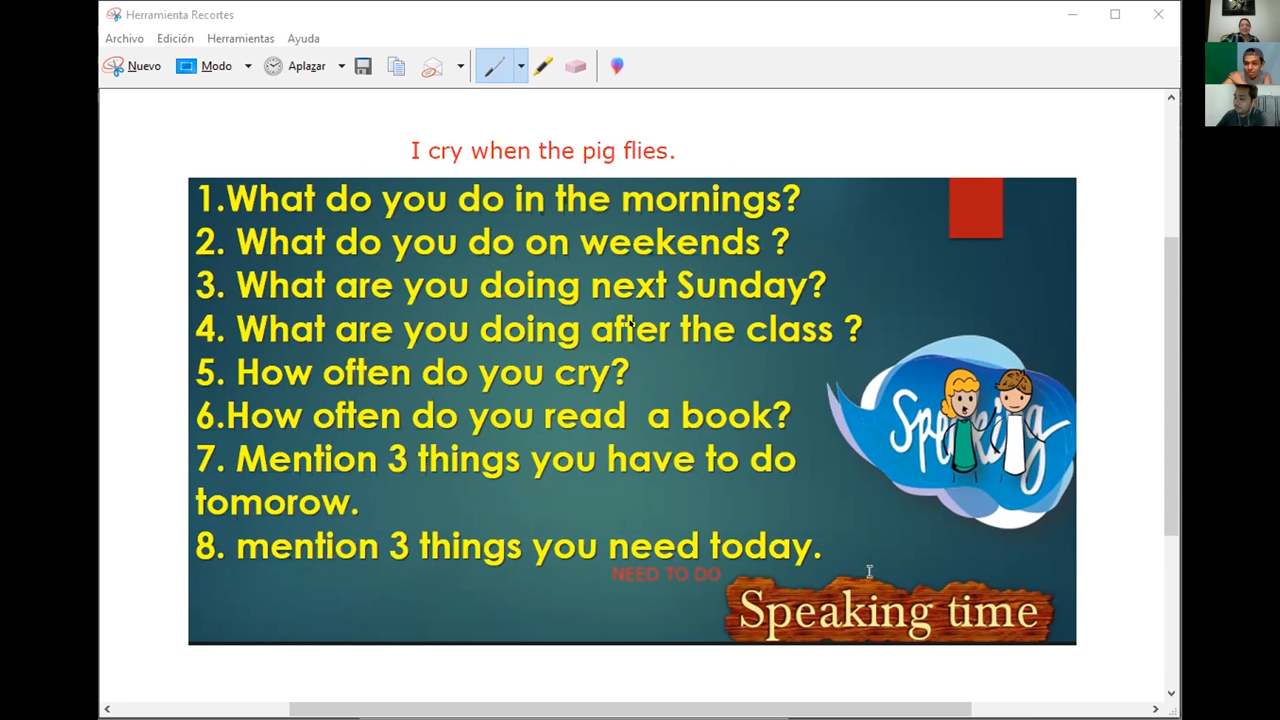 Herramienta Recortes
Archivo Edición Herramientas Ayuda
Nuevo Modo Aplazar
I cry when the pig flies.
1.What do you do in the mornings?
2. What do you do on weekends ?
3. What are you doing next Sunday?
4. What are you doing after the class ?
5. How often do you cry?
6.How often do you read a book?
7. Mention 3 things you have to do
tomorow.
8. mention 3 things you need today.
NEED TO DO
Speaking
Speaking time